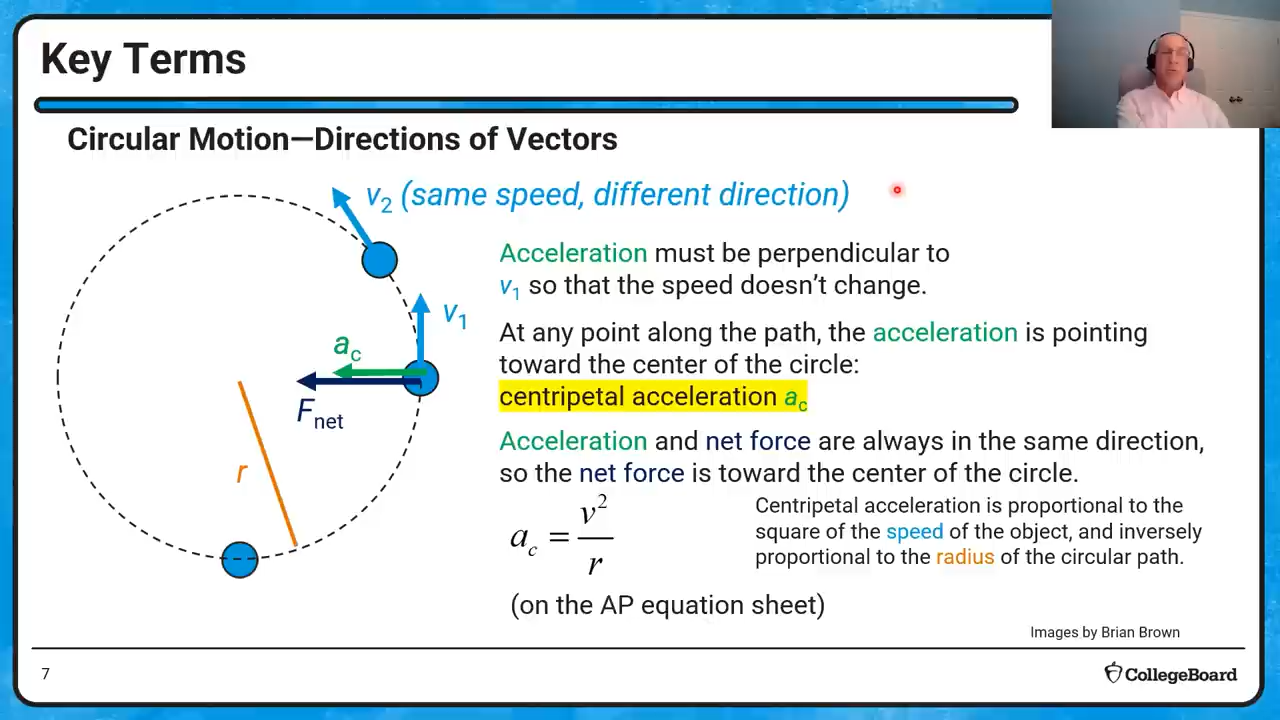 Key Terms
Circular Motion—Directions of Vectors
v2 (same speed, different direction)
Acceleration must be perpendicular to
v1 so that the speed doesn't change.
v1
At any point along the path, the acceleration is pointing
toward the center of the circle:
centripetal acceleration ac
ac
Fnet
r
Acceleration and net force are always in the same direction,
so the net force is toward the center of the circle.
ac = v²/r
Centripetal acceleration is proportional to the
square of the speed of the object, and inversely
proportional to the radius of the circular path.
(on the AP equation sheet)
Images by Brian Brown
7
CollegeBoard